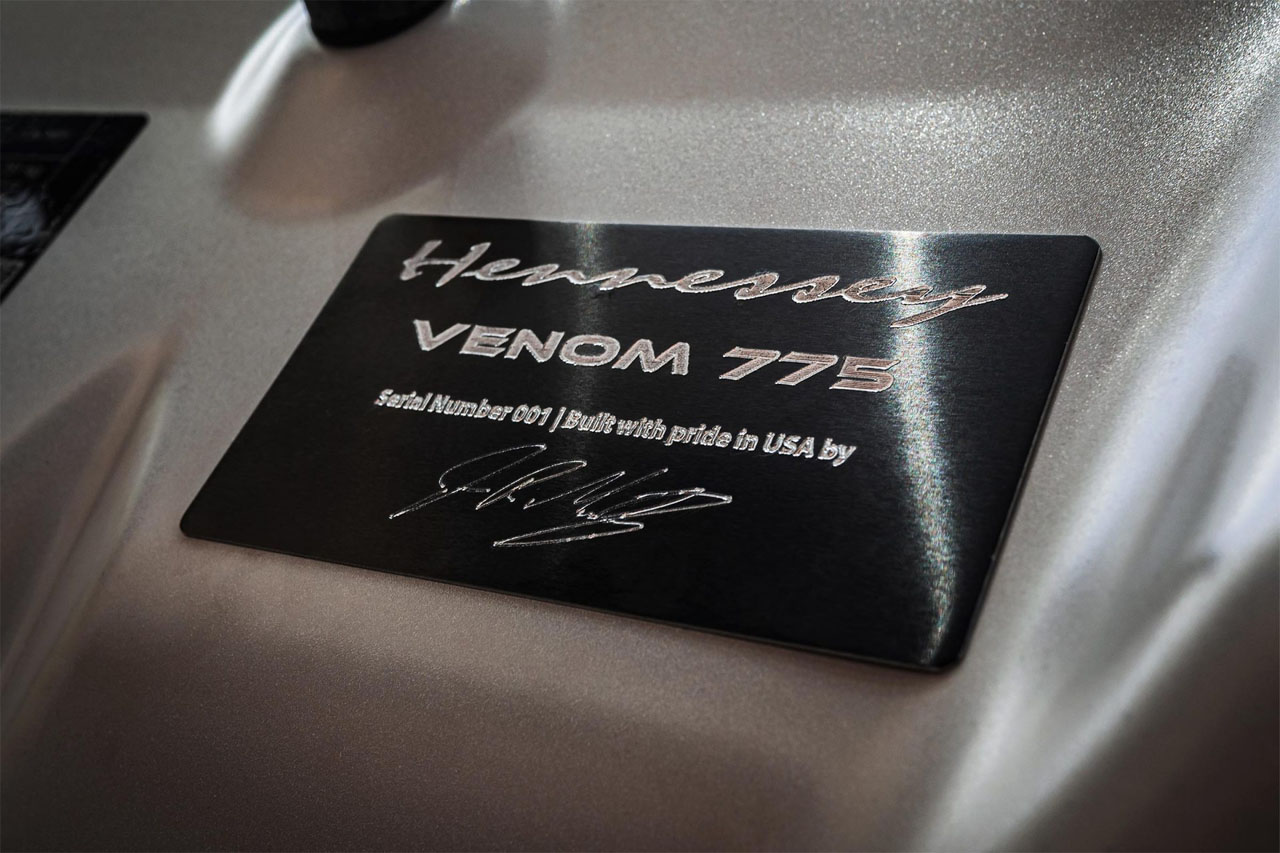 Hennessey
VENOM 775
Serial Number 001 | Built with pride in USA by